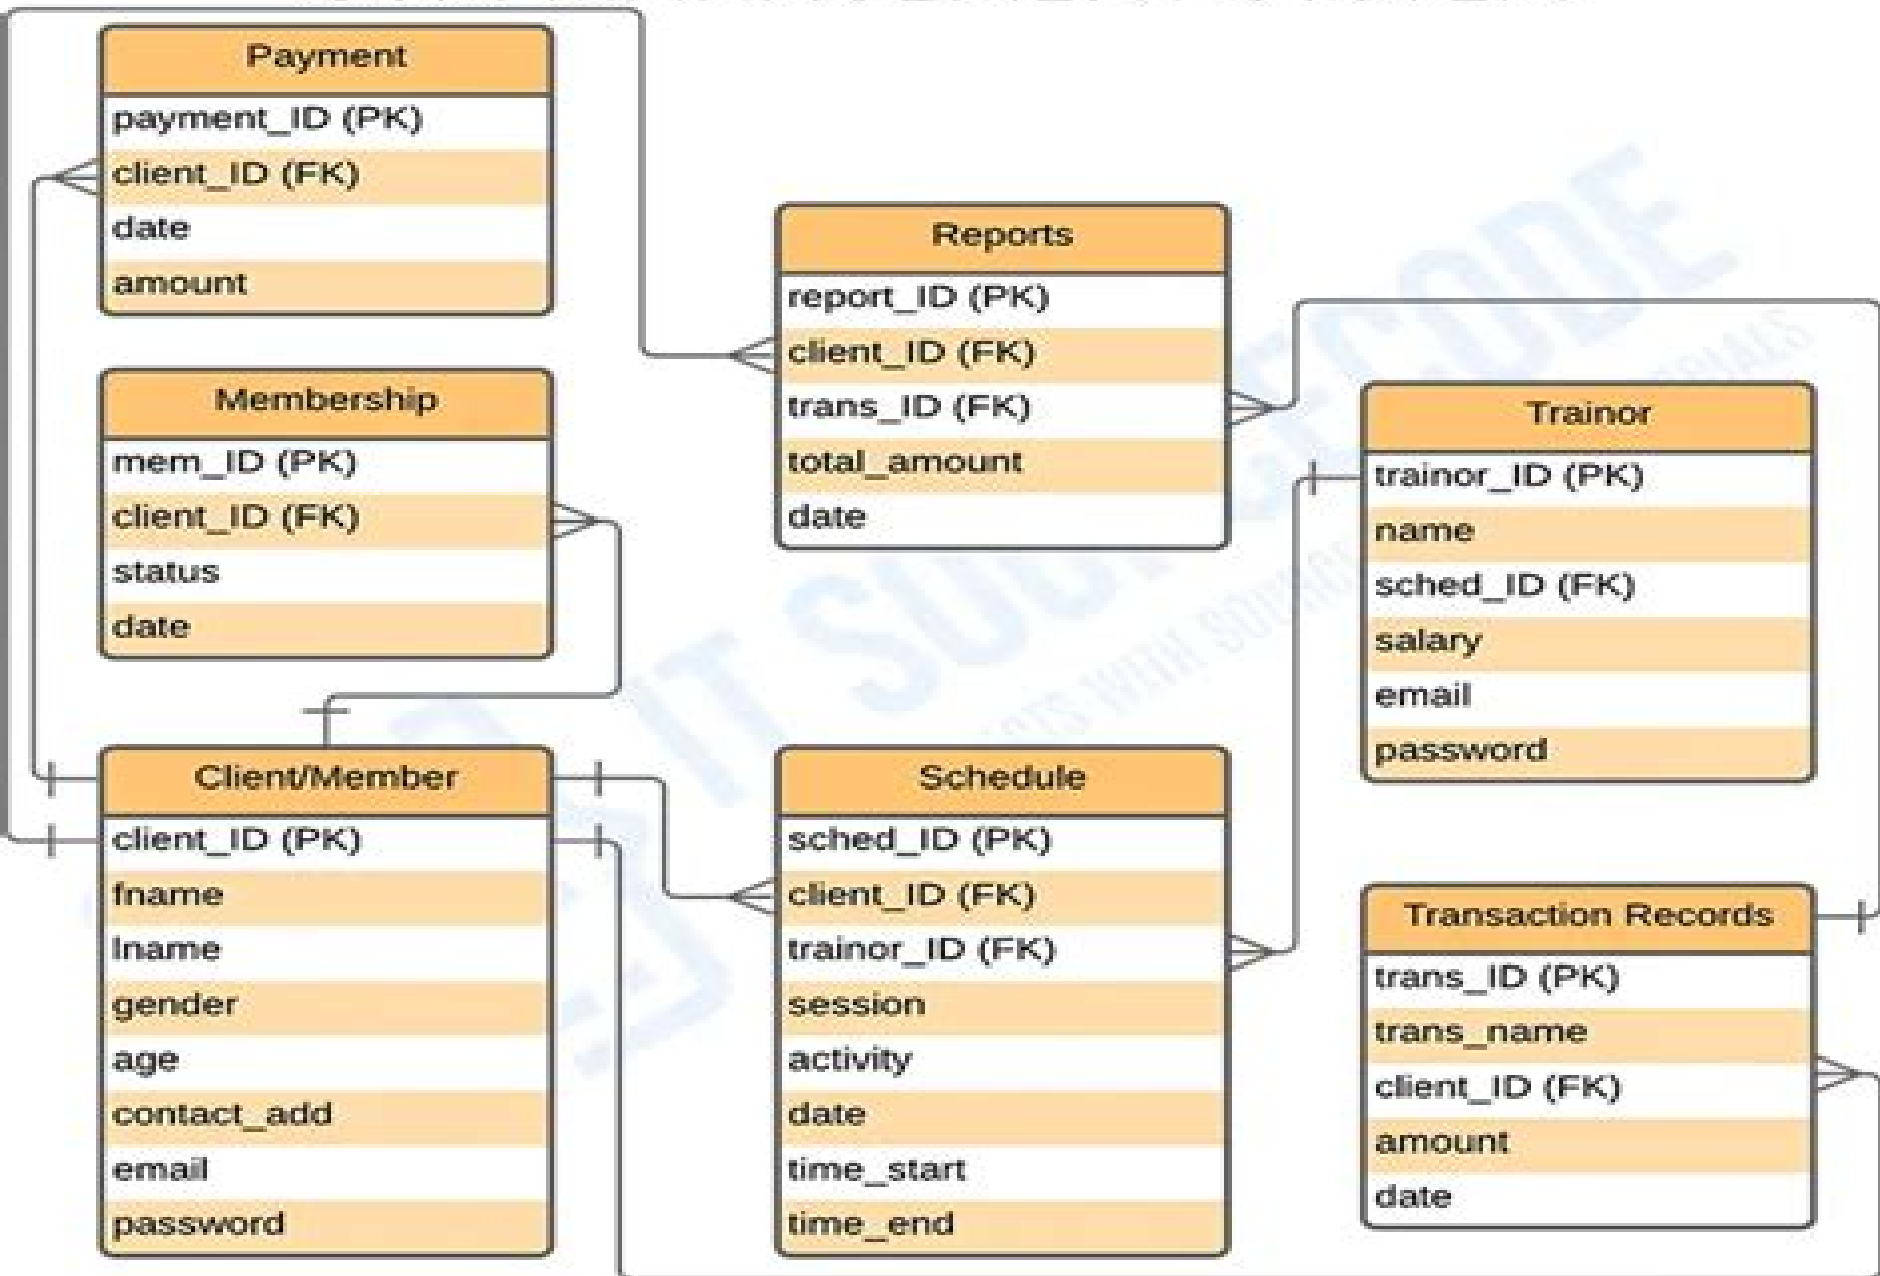 Payment
payment_ID (PK)
client_ID (FK)
date
amount
Membership
mem_ID (PK)
client_ID (FK)
status
date
Client/Member
client_ID (PK)
fname
lname
gender
age
contact_add
email
password
Reports
report_ID (PK)
client_ID (FK)
trans_ID (FK)
total_amount
date
Schedule
sched_ID (PK)
client_ID (FK)
trainor_ID (FK)
session
activity
date
time_start
time_end
Trainor
trainor_ID (PK)
name
sched_ID (FK)
salary
email
password
Transaction Records
trans_ID (PK)
trans_name
client_ID (FK)
amount
date